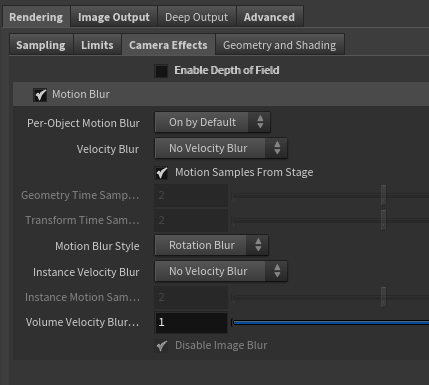 Rendering Image Output Deep Output Advanced
Sampling Limits Camera Effects Geometry and Shading
Enable Depth of Field
Motion Blur
Per-Object Motion Blur On by Default
Velocity Blur No Velocity Blur
Motion Samples From Stage
Geometry Time Samp... 2
Transform Time Sam... 2
Motion Blur Style Rotation Blur
Instance Velocity Blur No Velocity Blur
Instance Motion Sam... 2
Volume Velocity Blur... 1
Disable Image Blur